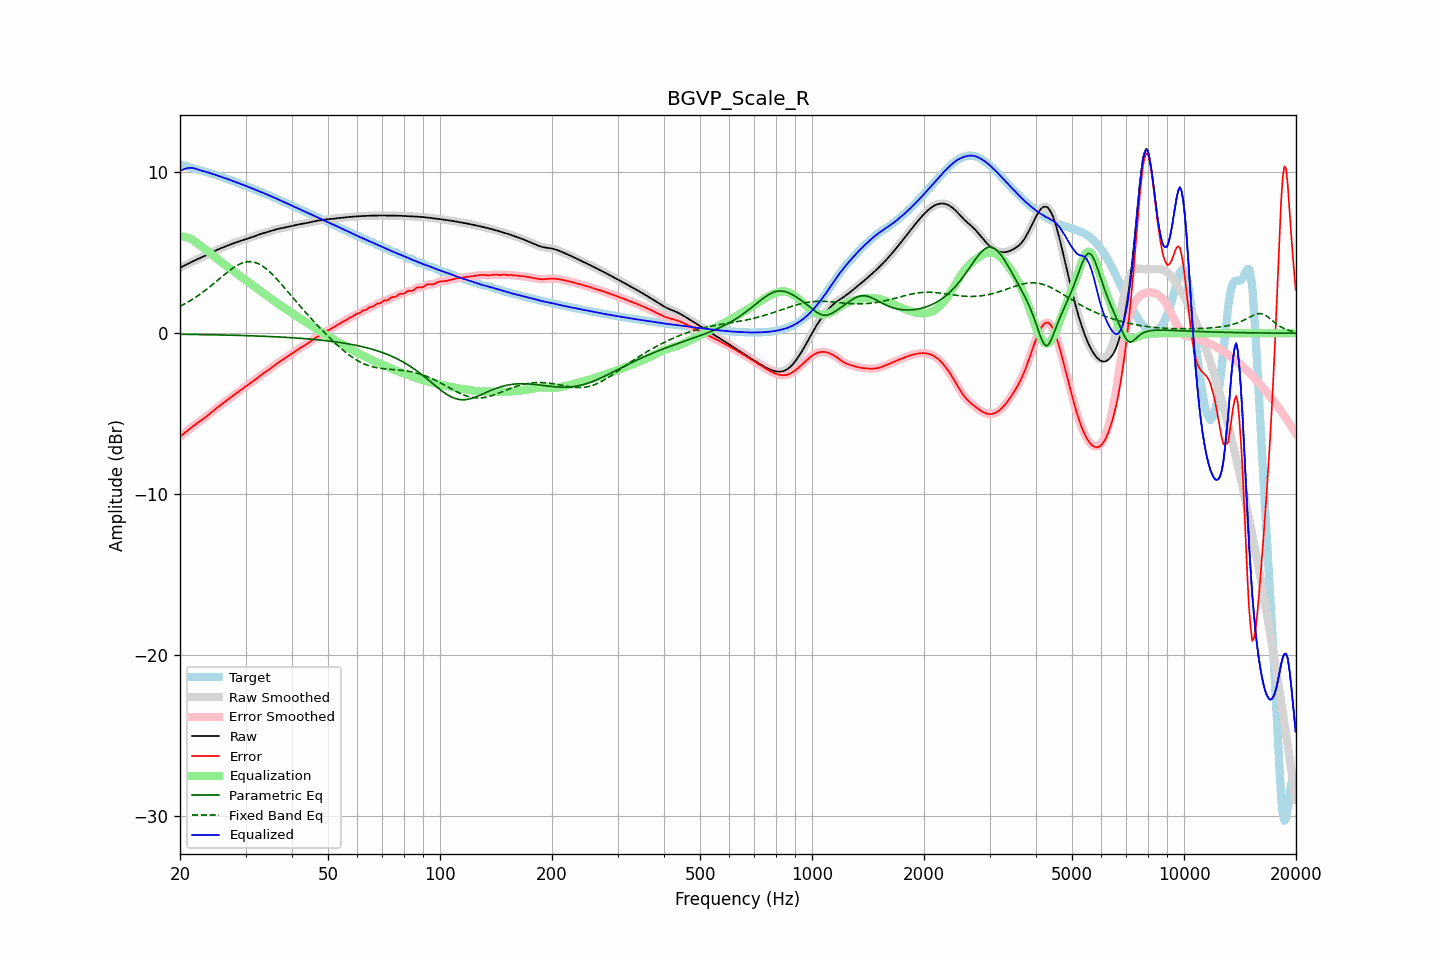 BGVP_Scale_R
Amplitude (dBr)
10
0
−10
−20
−30
Target
Raw Smoothed
Error Smoothed
Raw
Error
Equalization
Parametric Eq
Fixed Band Eq
Equalized
20 50 100 200 500 1000 2000 5000 10000 20000
Frequency (Hz)